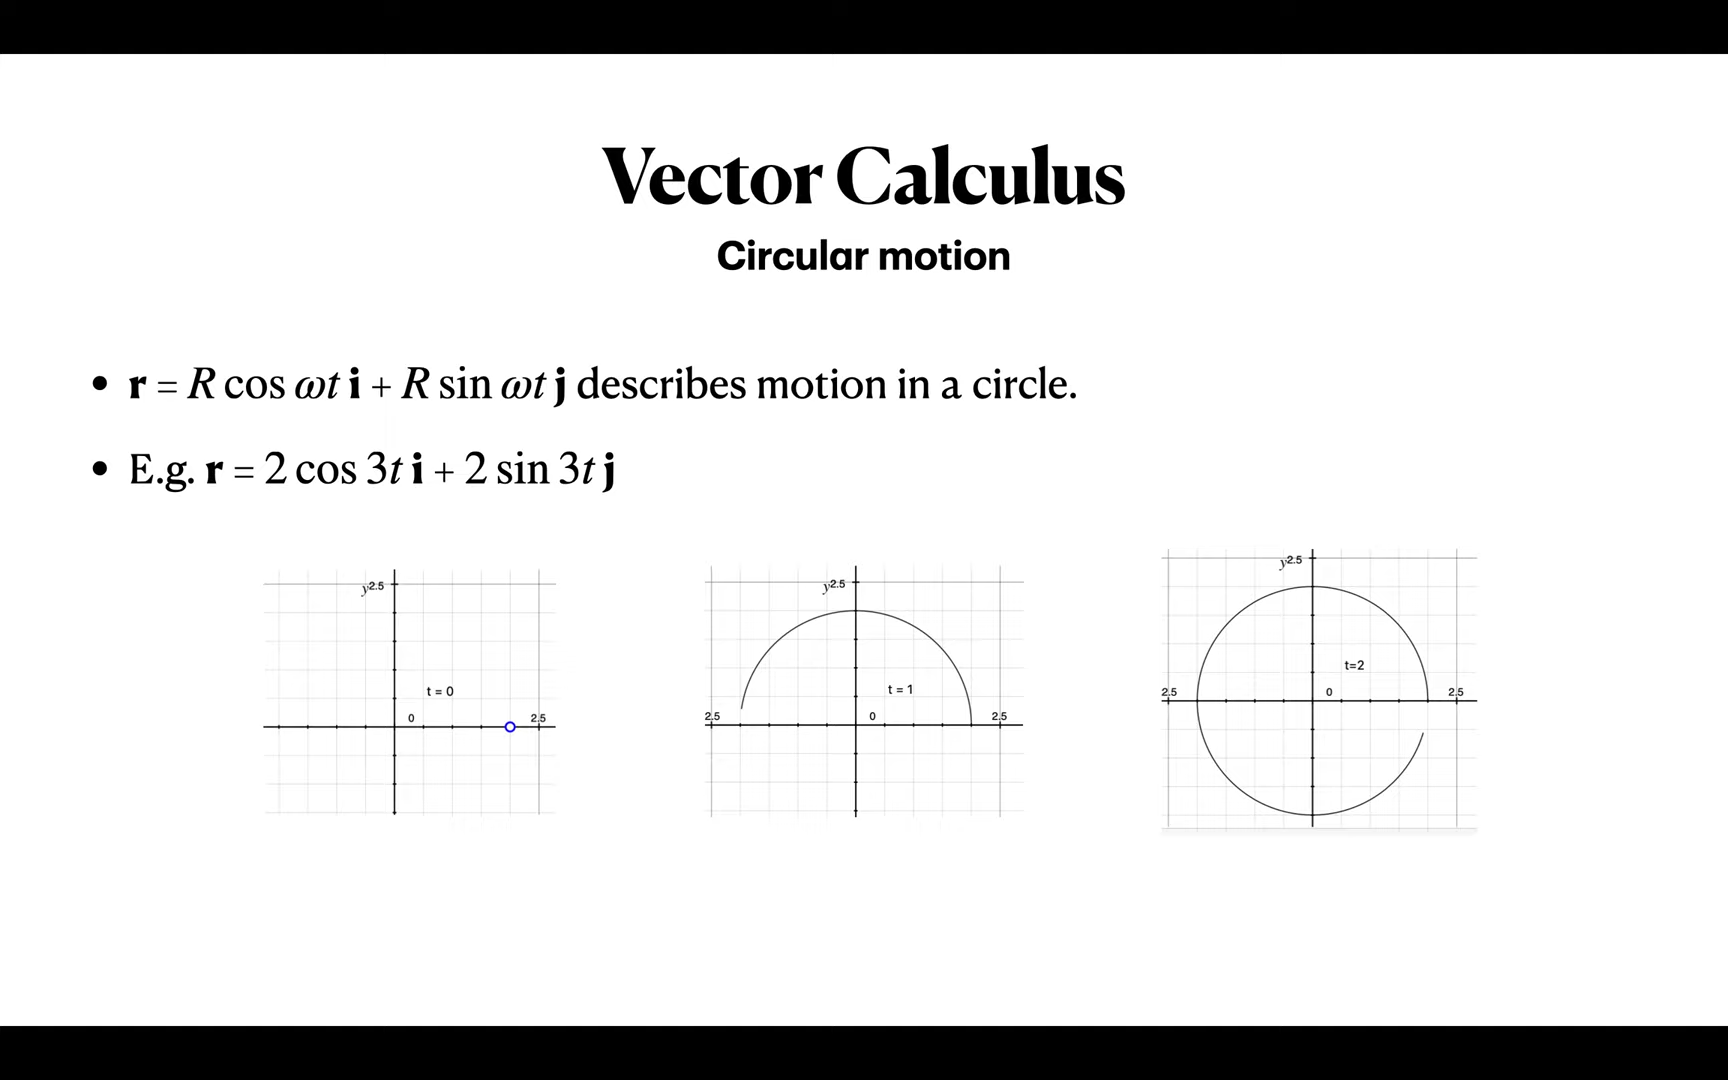 Vector Calculus
Circular motion
• r = R cos ωt i + R sin ωt j describes motion in a circle.
• E.g. r = 2 cos 3t i + 2 sin 3t j
y 2.5
t = 0
0 2.5
y 2.5
t = 1
2.5 0 2.5
y 2.5
t=2
2.5 0 2.5